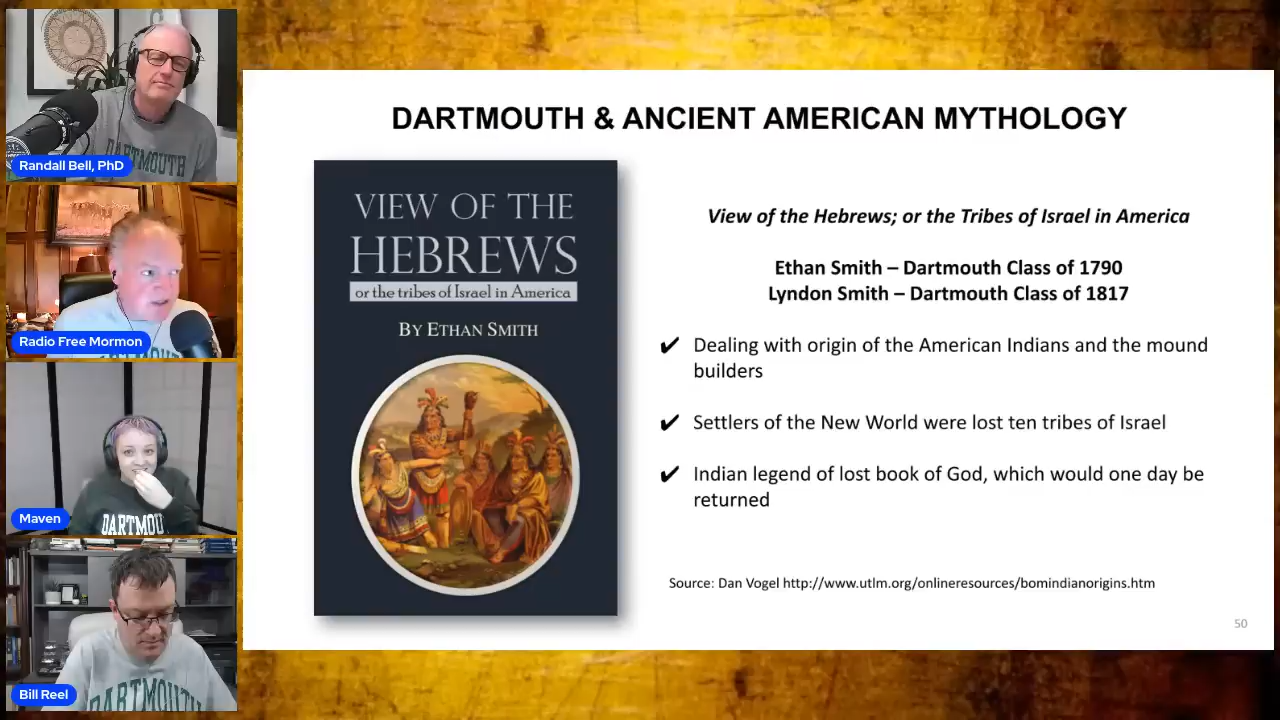 DARTMOUTH & ANCIENT AMERICAN MYTHOLOGY
VIEW OF THE
HEBREWS
or the tribes of Israel in America
BY ETHAN SMITH
View of the Hebrews; or the Tribes of Israel in America
Ethan Smith – Dartmouth Class of 1790
Lyndon Smith – Dartmouth Class of 1817
✔ Dealing with origin of the American Indians and the mound
builders
✔ Settlers of the New World were lost ten tribes of Israel
✔ Indian legend of lost book of God, which would one day be
returned
Source: Dan Vogel http://www.utlm.org/onlineresources/bomindianorigins.htm
50
DARTMOUTH
Randall Bell, PhD
Radio Free Mormon
DARTMOU
Maven
DARTMOUTH
Bill Reel